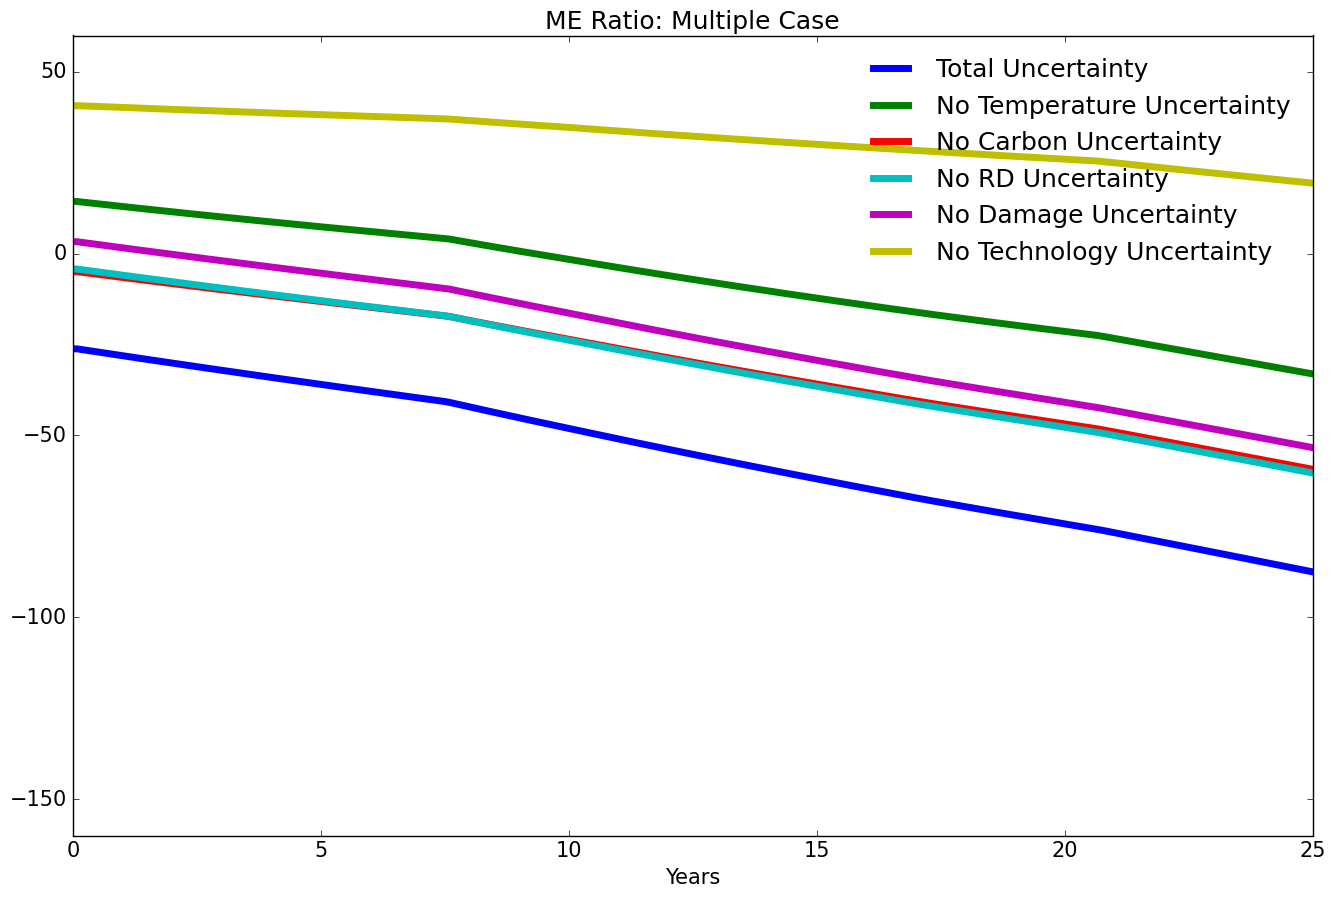 ME Ratio: Multiple Case
50
0
−50
−100
−150
Total Uncertainty
No Temperature Uncertainty
No Carbon Uncertainty
No RD Uncertainty
No Damage Uncertainty
No Technology Uncertainty
0 5 10 15 20 25
Years